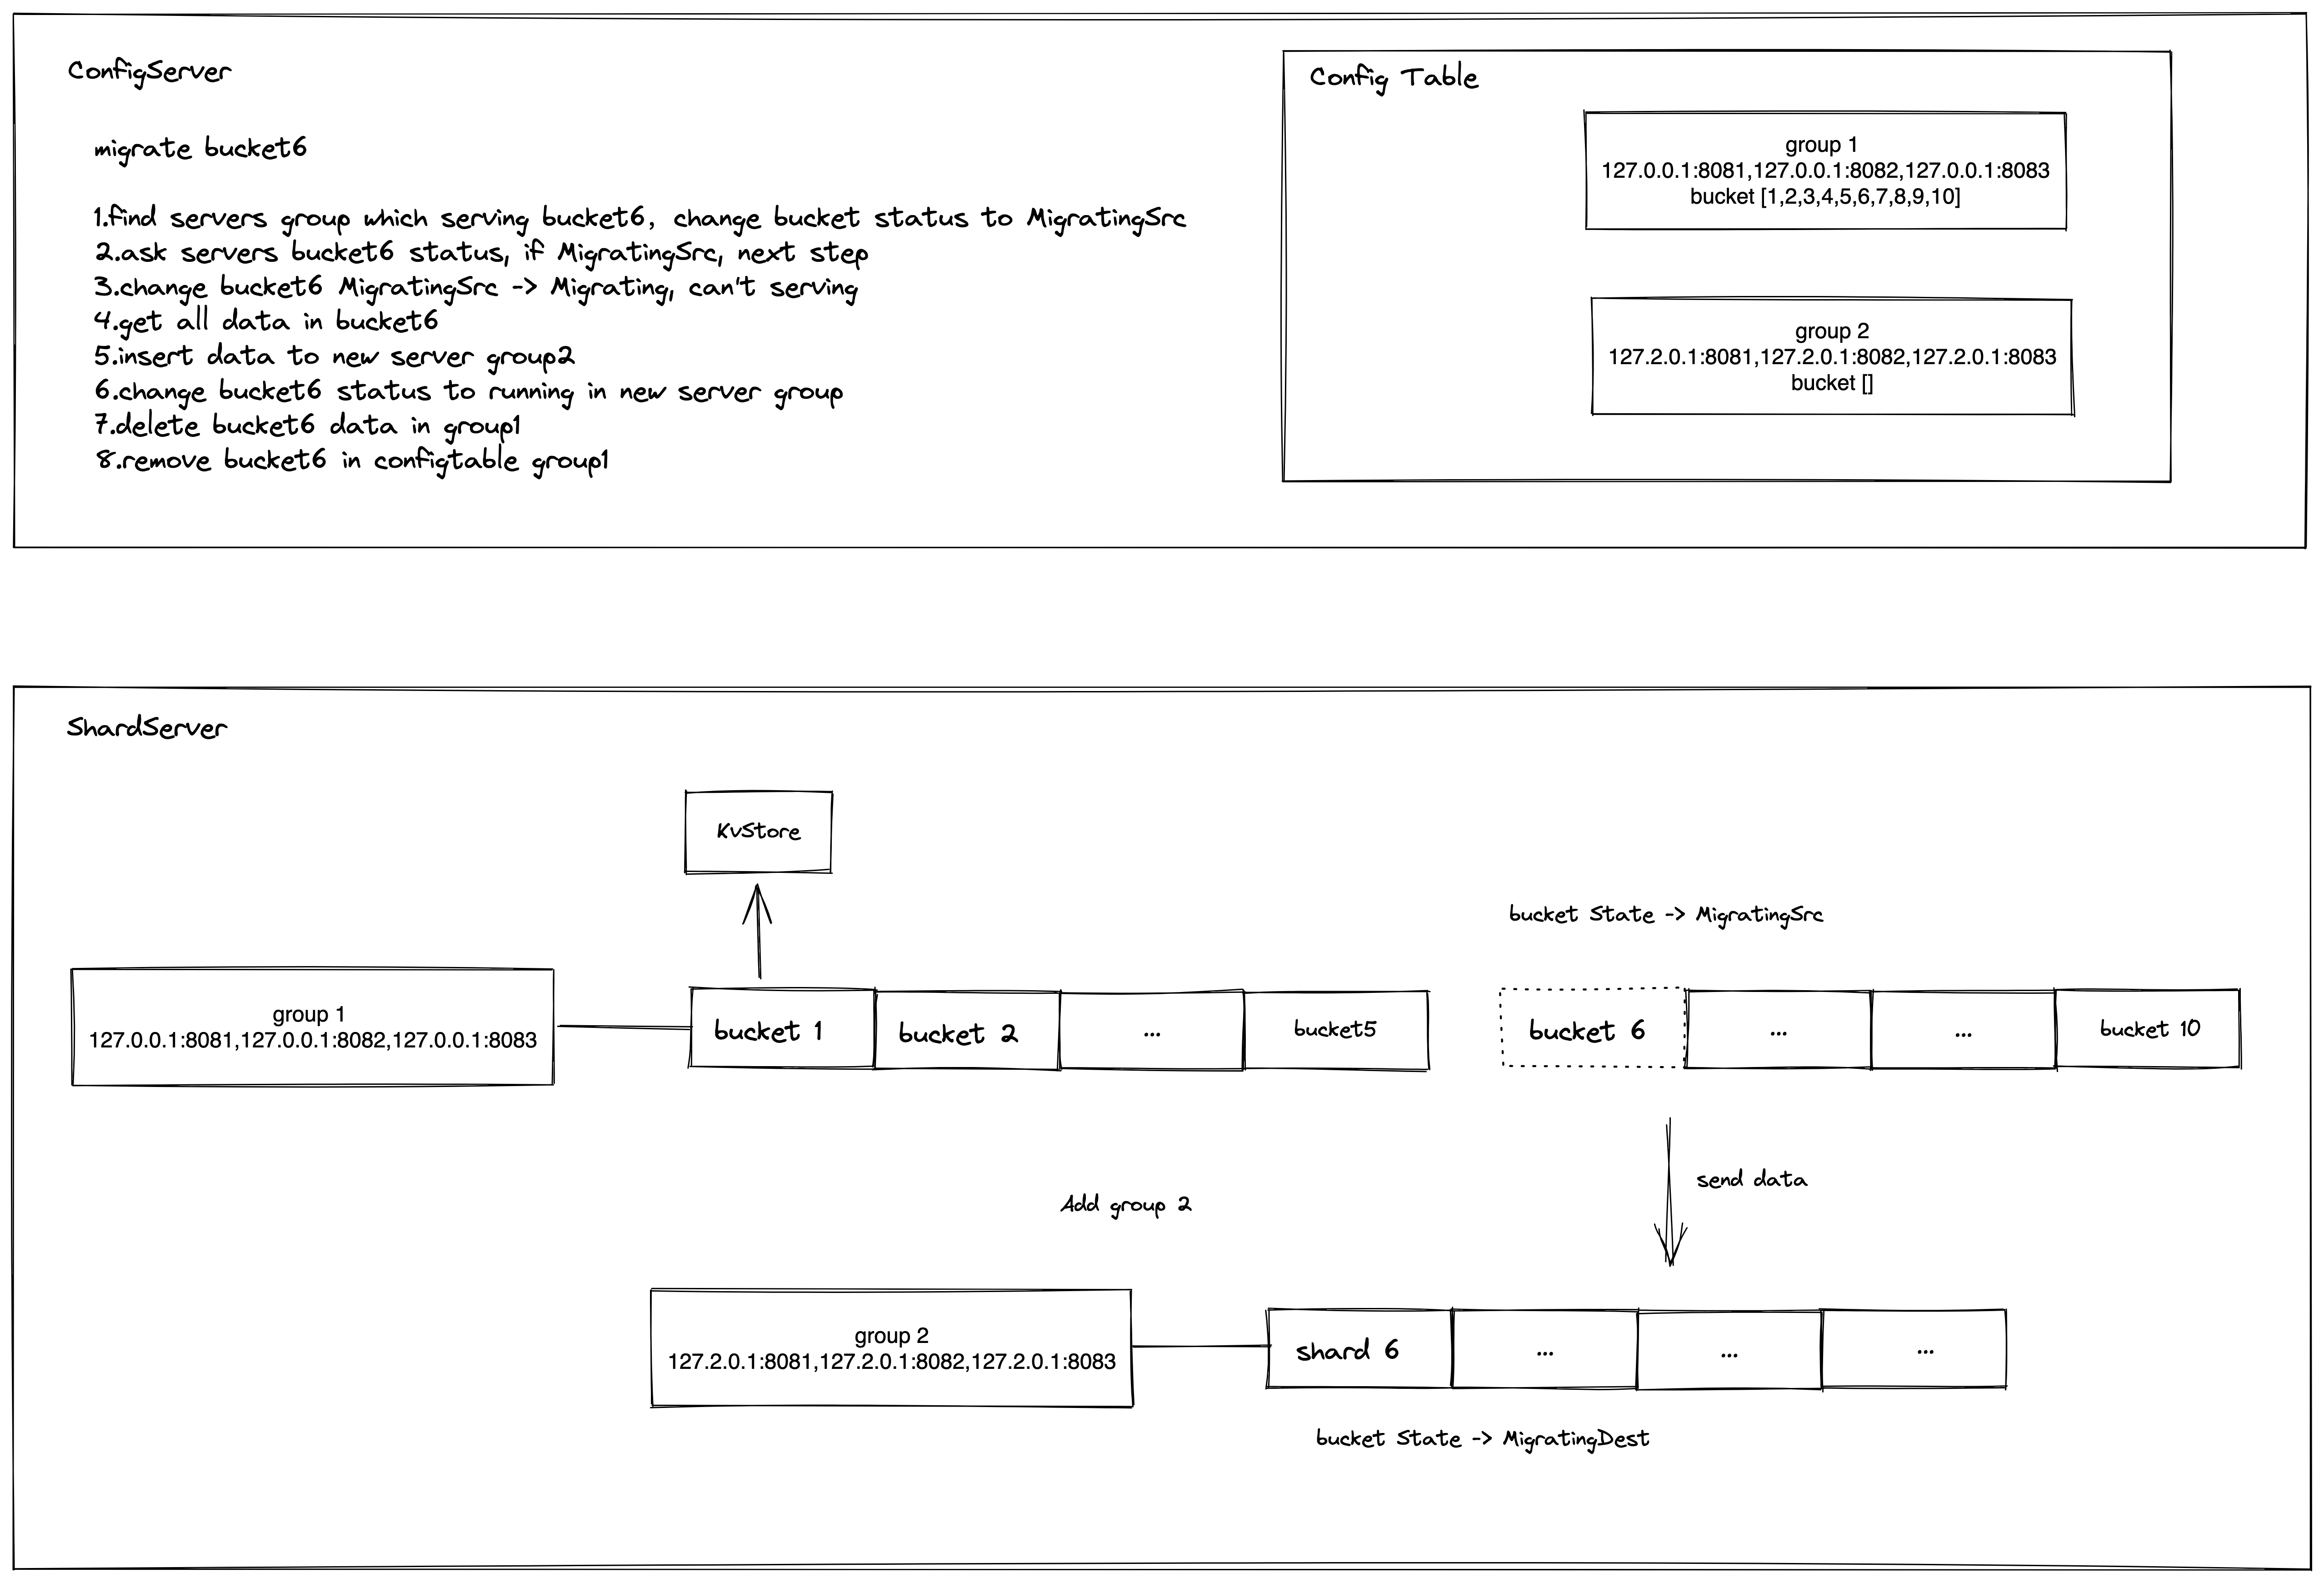 ConfigServer
migrate bucket6
1.find servers group which serving bucket6, change bucket status to MigratingSrc
2.ask servers bucket6 status, if MigratingSrc, next step
3.change bucket6 MigratingSrc -> Migrating, can't serving
4.get all data in bucket6
5.insert data to new server group2
6.change bucket6 status to running in new server group
7.delete bucket6 data in group1
8.remove bucket6 in configtable group1
Config Table
group 1
127.0.0.1:8081,127.0.0.1:8082,127.0.0.1:8083
bucket [1,2,3,4,5,6,7,8,9,10]
group 2
127.2.0.1:8081,127.2.0.1:8082,127.2.0.1:8083
bucket []
ShardServer
KvStore
bucket State -> MigratingSrc
group 1
127.0.0.1:8081,127.0.0.1:8082,127.0.0.1:8083
bucket 1
bucket 2
...
bucket5
bucket 6
...
...
bucket 10
send data
Add group 2
group 2
127.2.0.1:8081,127.2.0.1:8082,127.2.0.1:8083
shard 6
...
...
...
bucket State -> MigratingDest